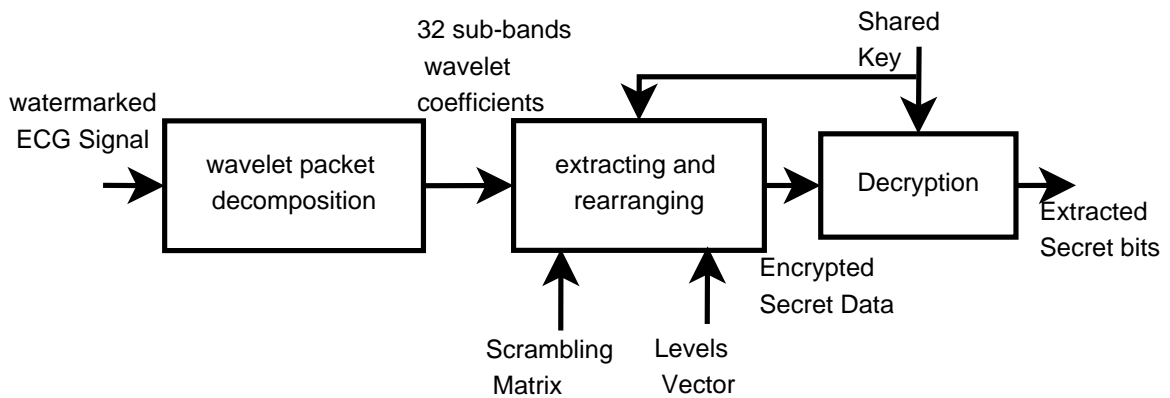 32 sub-bands
wavelet
coefficients
Shared
Key
watermarked
ECG Signal
wavelet packet
decomposition
extracting and
rearranging
Decryption
Extracted
Secret bits
Encrypted
Secret Data
Scrambling
Matrix
Levels
Vector